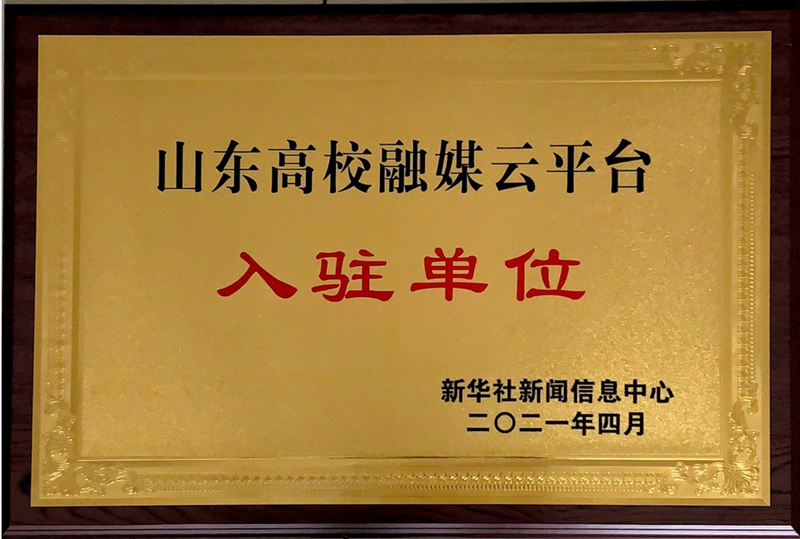 山东高校融媒云平台
入驻单位
新华社新闻信息中心
二〇二一年四月